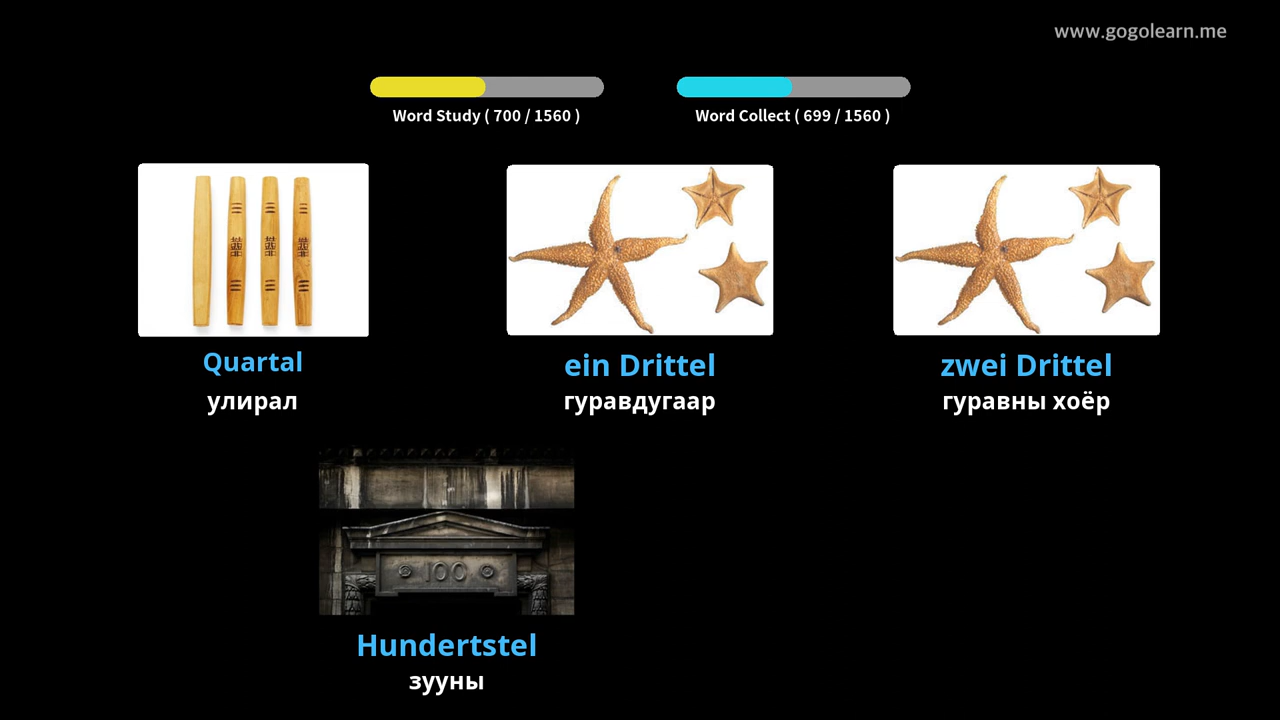 www.gogolearn.me
Word Study ( 700 / 1560 )
Word Collect ( 699 / 1560 )
Quartal
улирал
ein Drittel
гуравдугаар
zwei Drittel
гуравны хоёр
100
Hundertstel
зууны